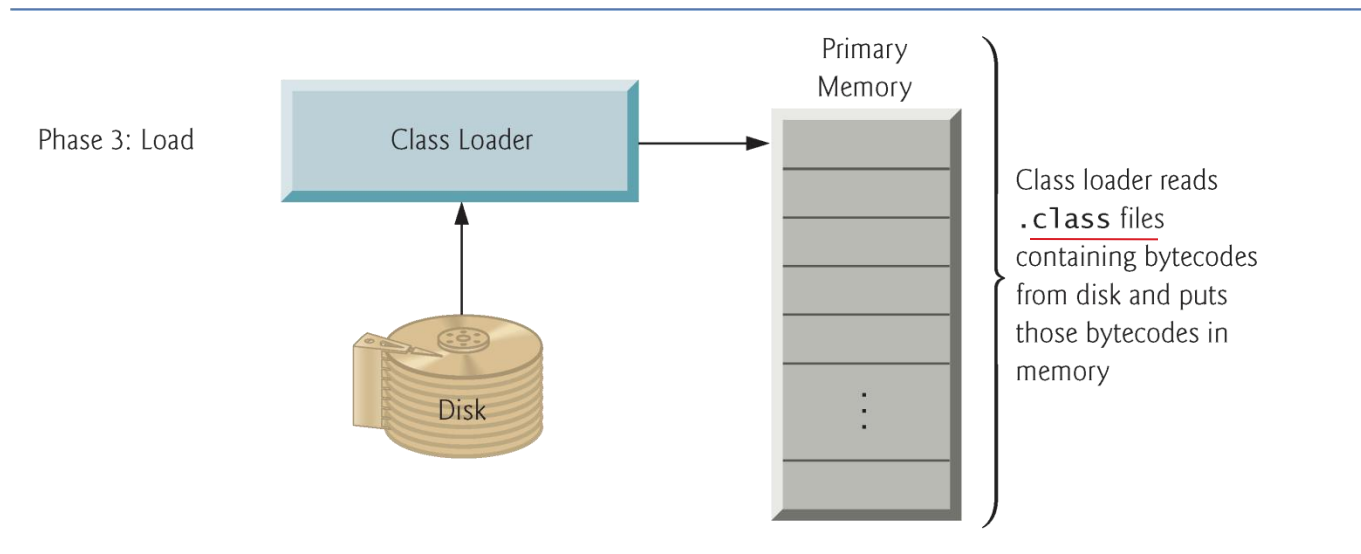 Primary
Memory
Phase 3: Load
Class Loader
Class loader reads
.class files
containing bytecodes
from disk and puts
those bytecodes in
memory
Disk